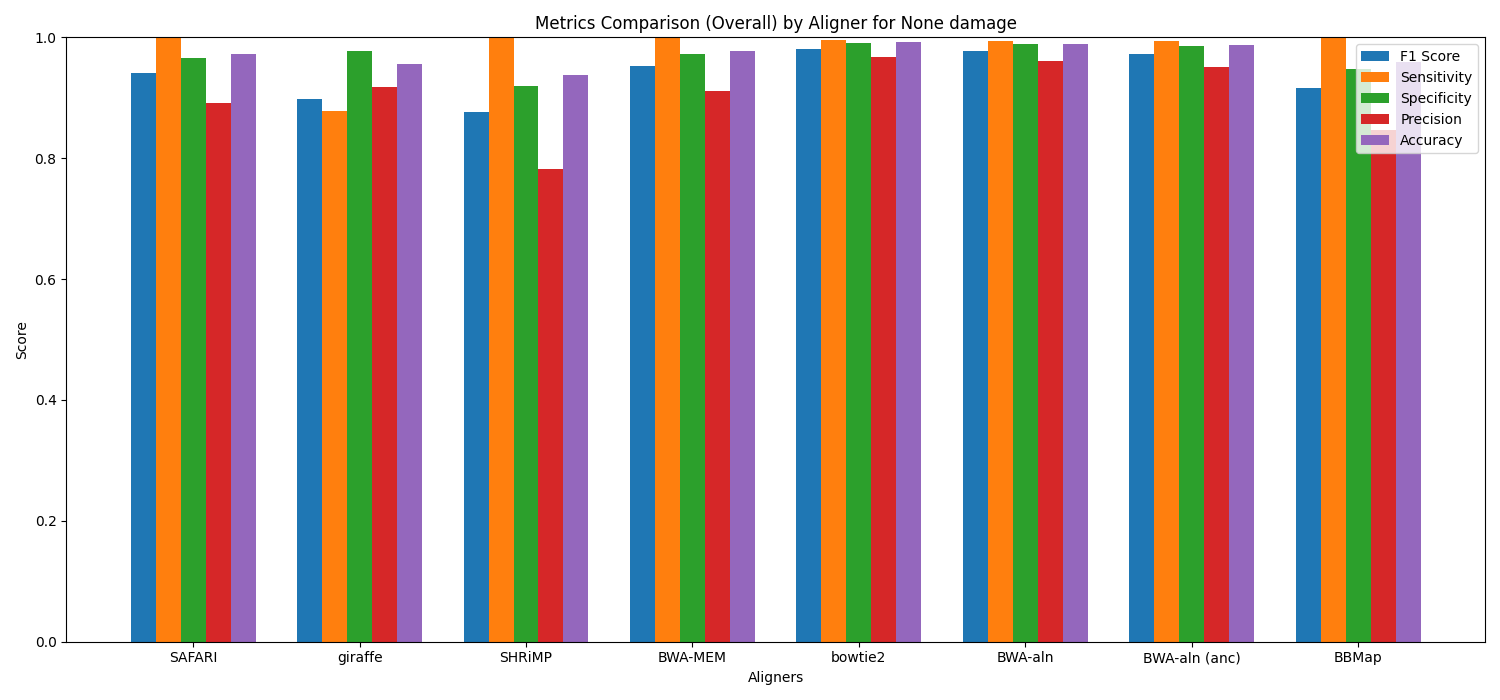 Metrics Comparison (Overall) by Aligner for None damage
1.0
0.8
0.6
0.4
0.2
0.0
Score
F1 Score
Sensitivity
Specificity
Precision
Accuracy
SAFARI giraffe SHRiMP BWA-MEM bowtie2 BWA-aln BWA-aln (anc) BBMap
Aligners